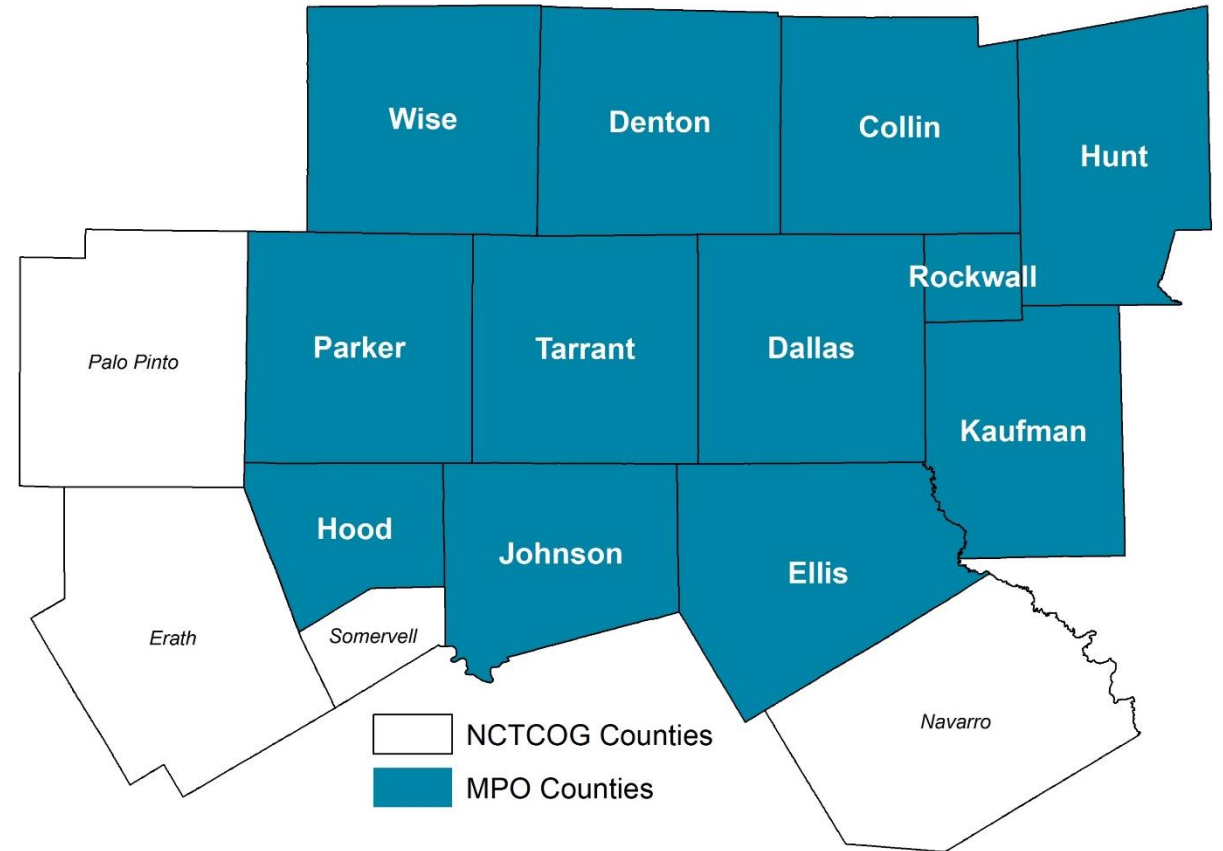 Wise
Denton
Collin
Hunt
Rockwall
Palo Pinto
Parker
Tarrant
Dallas
Kaufman
Hood
Johnson
Ellis
Erath
Somervell
Navarro
NCTCOG Counties
MPO Counties